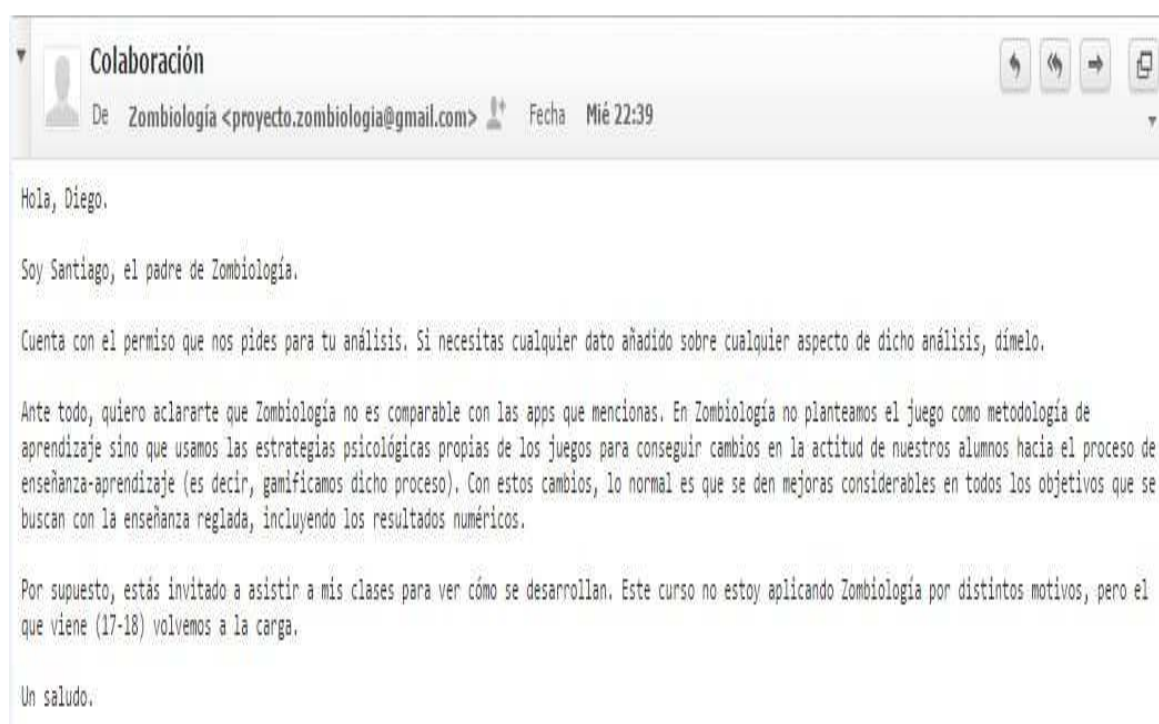 Colaboración
De Zombiología <proyecto.zombiologia@gmail.com> Fecha Mié 22:39
Hola, Diego.
Soy Santiago, el padre de Zombiología.
Cuenta con el permiso que nos pides para tu análisis. Si necesitas cualquier dato añadido sobre cualquier aspecto de dicho análisis, dímelo.
Ante todo, quiero aclararte que Zombiología no es comparable con las apps que mencionas. En Zombiología no planteamos el juego como metodología de
aprendizaje sino que usamos las estrategias psicológicas propias de los juegos para conseguir cambios en la actitud de nuestros alumnos hacia el proceso de
enseñanza-aprendizaje (es decir, gamificamos dicho proceso). Con estos cambios, lo normal es que se den mejoras considerables en todos los objetivos que se
buscan con la enseñanza reglada, incluyendo los resultados numéricos.
Por supuesto, estás invitado a asistir a mis clases para ver cómo se desarrollan. Este curso no estoy aplicando Zombiología por distintos motivos, pero el
que viene (17-18) volvemos a la carga.
Un saludo.